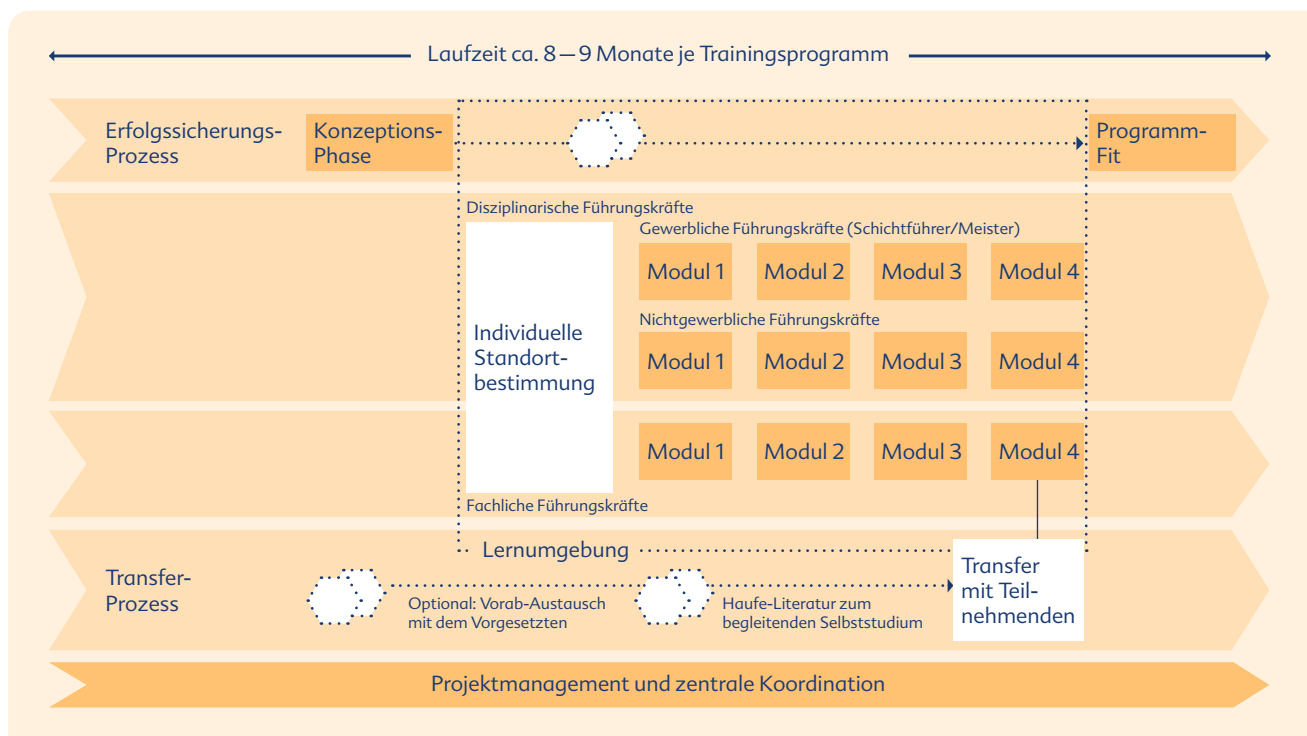 Laufzeit ca. 8 – 9 Monate je Trainingsprogramm
Erfolgssicherungs-
Prozess
Konzeptions-
Phase
Programm-
Fit
Disziplinarische Führungskräfte
Gewerbliche Führungskräfte (Schichtführer/Meister)
Modul 1
Modul 2
Modul 3
Modul 4
Individuelle
Standort-
bestimmung
Nichtgewerbliche Führungskräfte
Modul 1
Modul 2
Modul 3
Modul 4
Modul 1
Modul 2
Modul 3
Modul 4
Fachliche Führungskräfte
Lernumgebung
Transfer-
Prozess
Optional: Vorab-Austausch
mit dem Vorgesetzten
Haufe-Literatur zum
begleitenden Selbststudium
Transfer
mit Teil-
nehmenden
Projektmanagement und zentrale Koordination